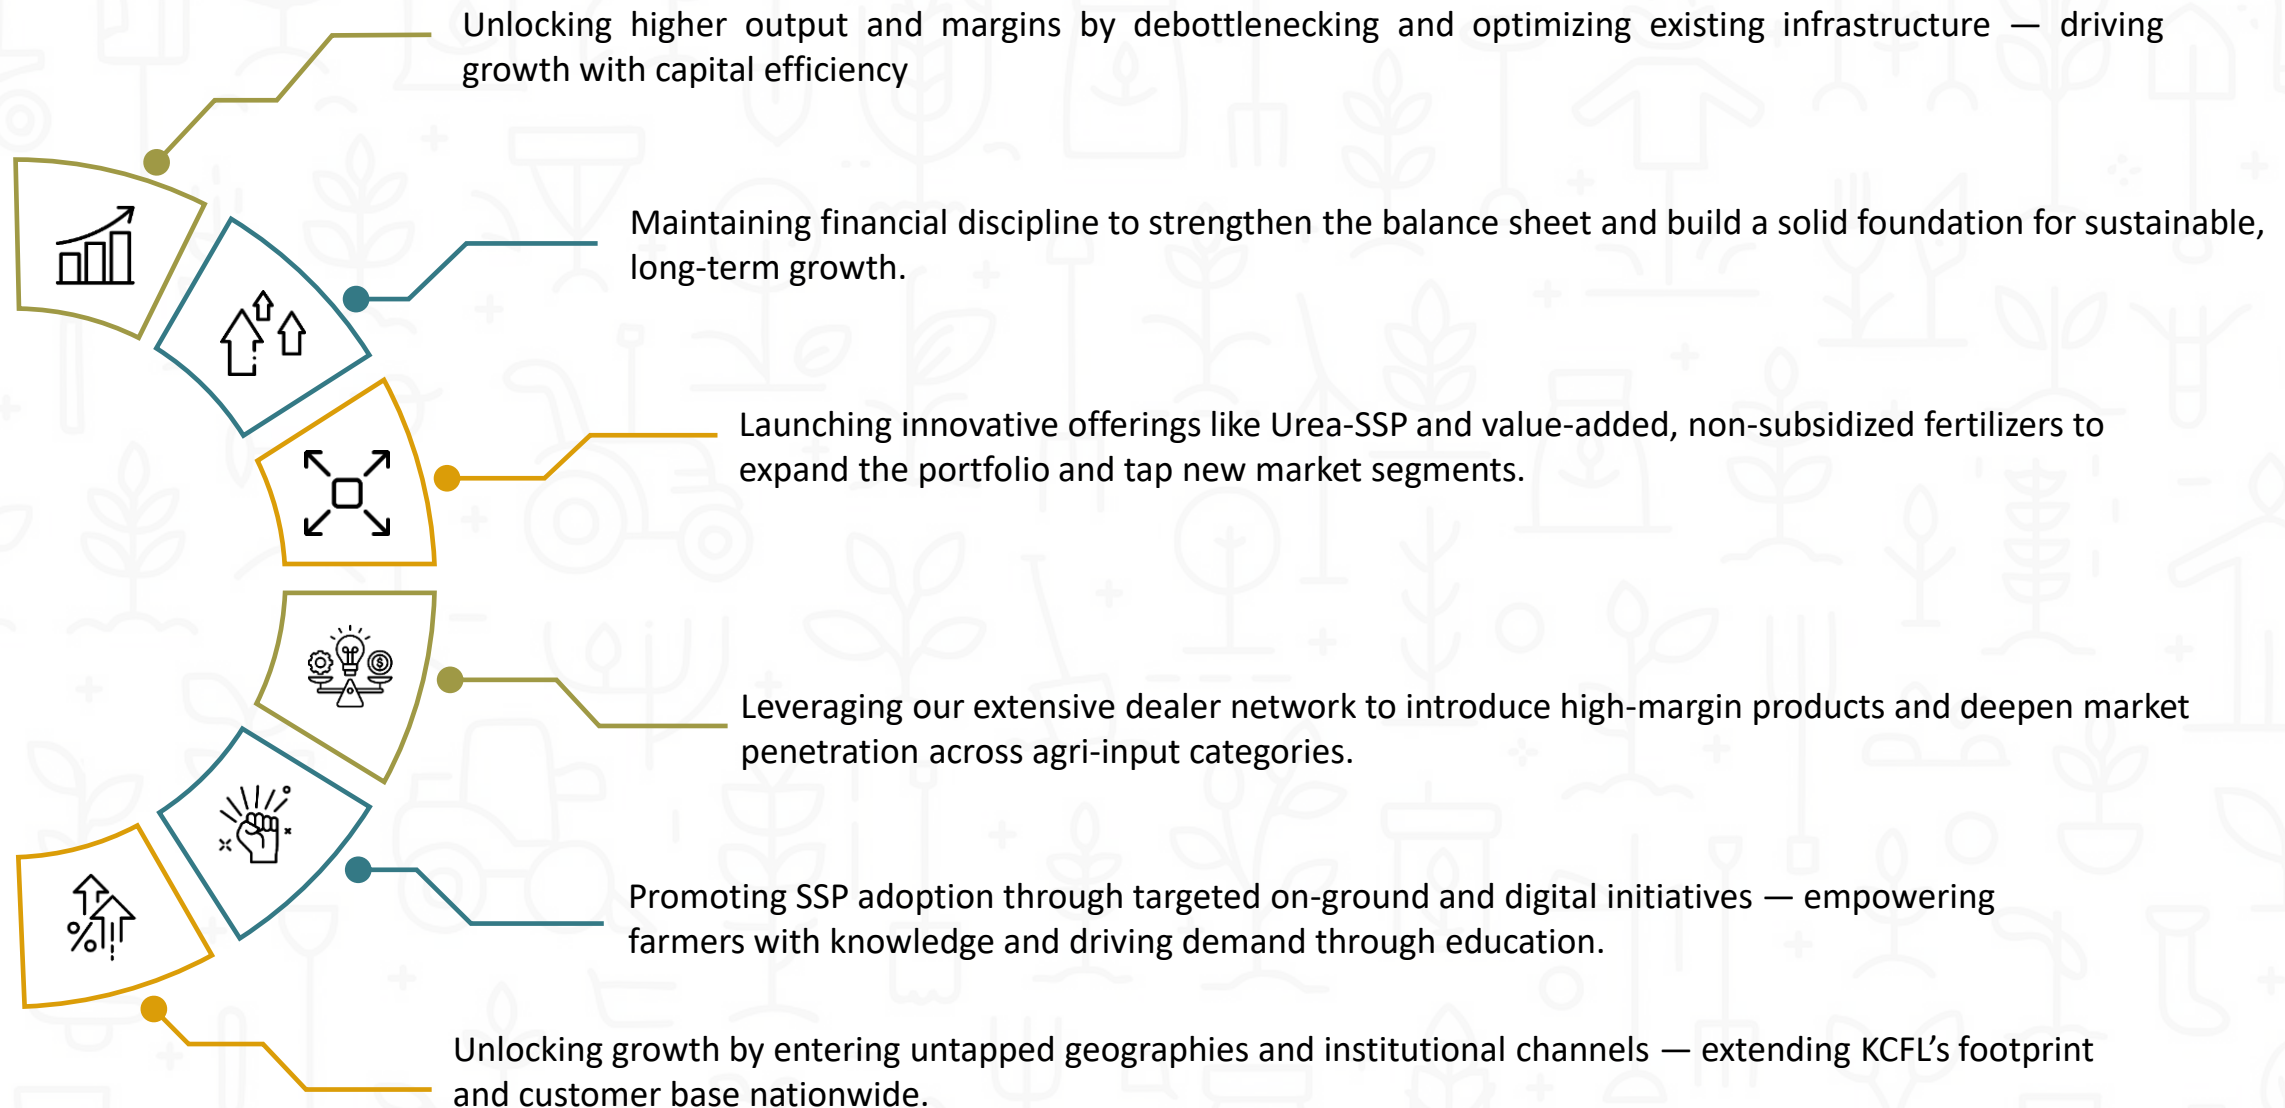 Unlocking higher output and margins by debottlenecking and optimizing existing infrastructure — driving
growth with capital efficiency
Maintaining financial discipline to strengthen the balance sheet and build a solid foundation for sustainable,
long-term growth.
Launching innovative offerings like Urea-SSP and value-added, non-subsidized fertilizers to
expand the portfolio and tap new market segments.
Leveraging our extensive dealer network to introduce high-margin products and deepen market
penetration across agri-input categories.
Promoting SSP adoption through targeted on-ground and digital initiatives — empowering
farmers with knowledge and driving demand through education.
Unlocking growth by entering untapped geographies and institutional channels — extending KCFL’s footprint
and customer base nationwide.